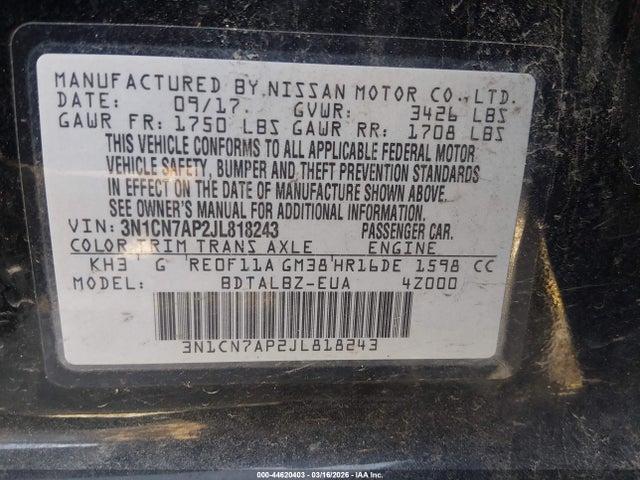 MANUFACTURED BY NISSAN MOTOR CO., LTD.
DATE: 09/17. GVWR: 3426 LBS
GAWR FR: 1750 LBS GAWR RR: 1708 LBS
THIS VEHICLE CONFORMS TO ALL APPLICABLE FEDERAL MOTOR
VEHICLE SAFETY, BUMPER AND THEFT PREVENTION STANDARDS
IN EFFECT ON THE DATE OF MANUFACTURE SHOWN ABOVE.
SEE OWNER'S MANUAL FOR ADDITIONAL INFORMATION.
VIN: 3N1CN7AP2JL818243 PASSENGER CAR.
COLOR TRIM TRANS AXLE ENGINE
KH3 G RE0F11A GM38 HR16DE 1598 CC
MODEL: BDTALBZ-EUA 4Z000
3N1CN7AP2JL818243
000-44620403 - 03/16/2026 - IAA Inc.